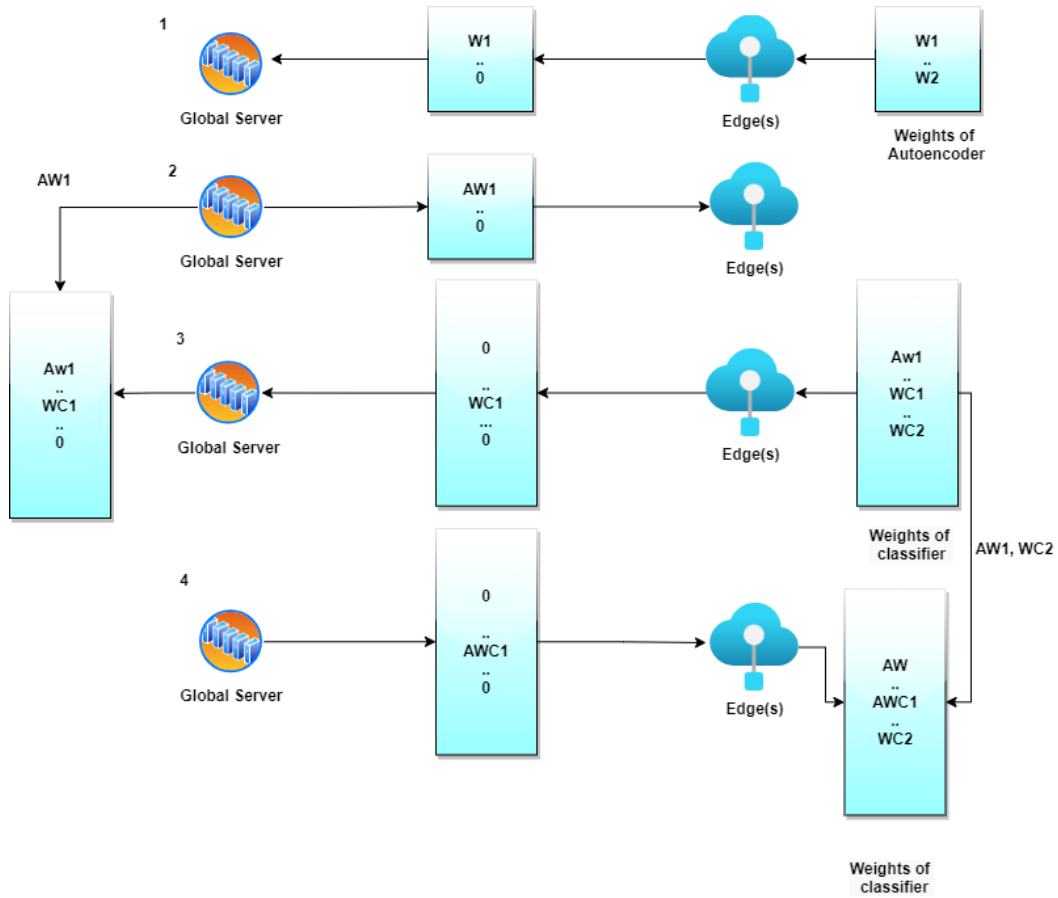 1
W1
..
0
W1
..
W2
Global Server
Edge(s)
Weights of
Autoencoder
AW1
2
AW1
..
0
Global Server
Edge(s)
3
Aw1
..
WC1
..
0
0
..
WC1
...
0
Aw1
..
WC1
..
WC2
Global Server
Edge(s)
Weights of
classifier
AW1, WC2
4
0
..
AWC1
..
0
Global Server
Edge(s)
AW
..
AWC1
..
WC2
Weights of
classifier